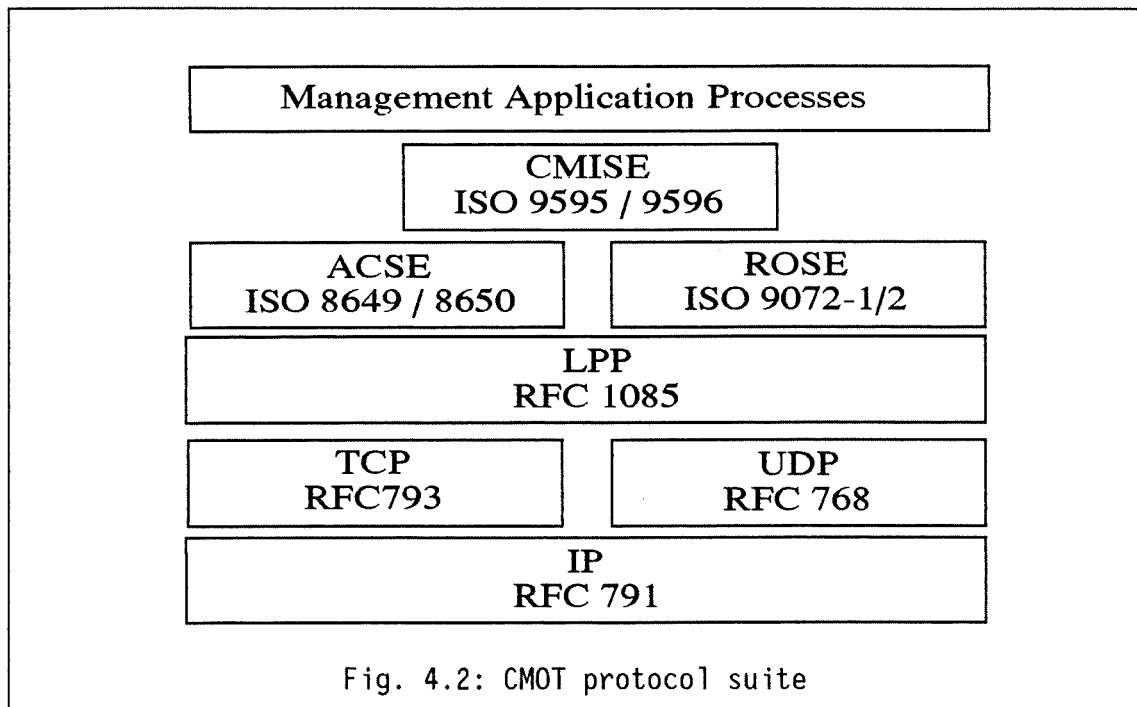 Management Application Processes
CMISE
ISO 9595 / 9596
ACSE
ISO 8649 / 8650
ROSE
ISO 9072-1/2
LPP
RFC 1085
TCP
RFC793
UDP
RFC 768
IP
RFC 791
Fig. 4.2: CMOT protocol suite